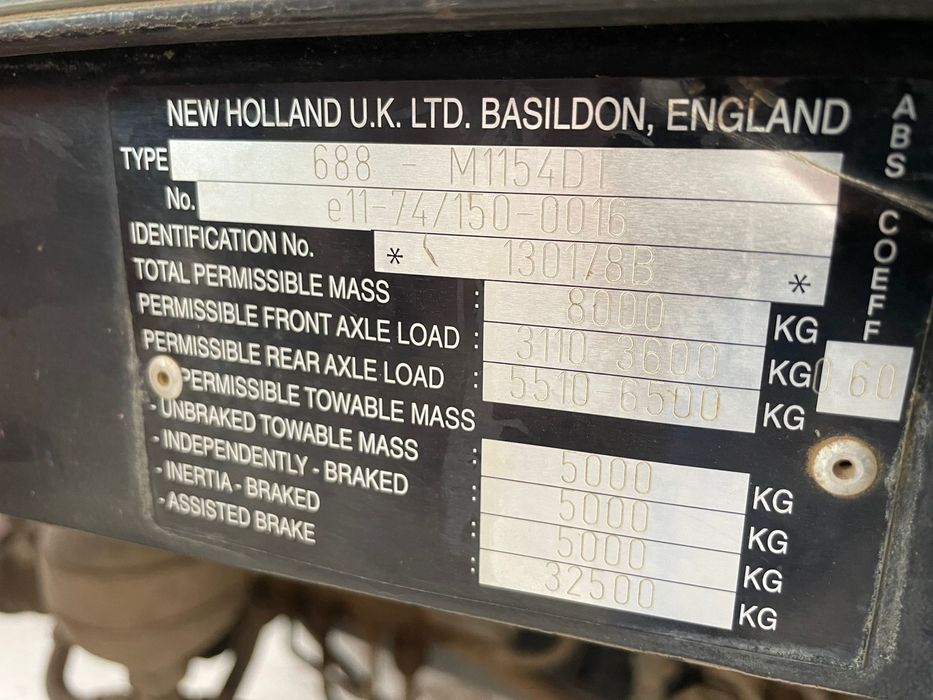 NEW HOLLAND U.K. LTD. BASILDON, ENGLAND
TYPE 688 - M1154DI
No. e11-74/150-0016
IDENTIFICATION No. * 130178B *
TOTAL PERMISSIBLE MASS : 8000 KG
PERMISSIBLE FRONT AXLE LOAD : 3110 3600 KG
PERMISSIBLE REAR AXLE LOAD : 5510 6500 KG
PERMISSIBLE TOWABLE MASS
- UNBRAKED TOWABLE MASS : 5000 KG
- INDEPENDENTLY - BRAKED : 5000 KG
- INERTIA - BRAKED : 5000 KG
- ASSISTED BRAKE : 32500 KG
ABS COEFF
0.60